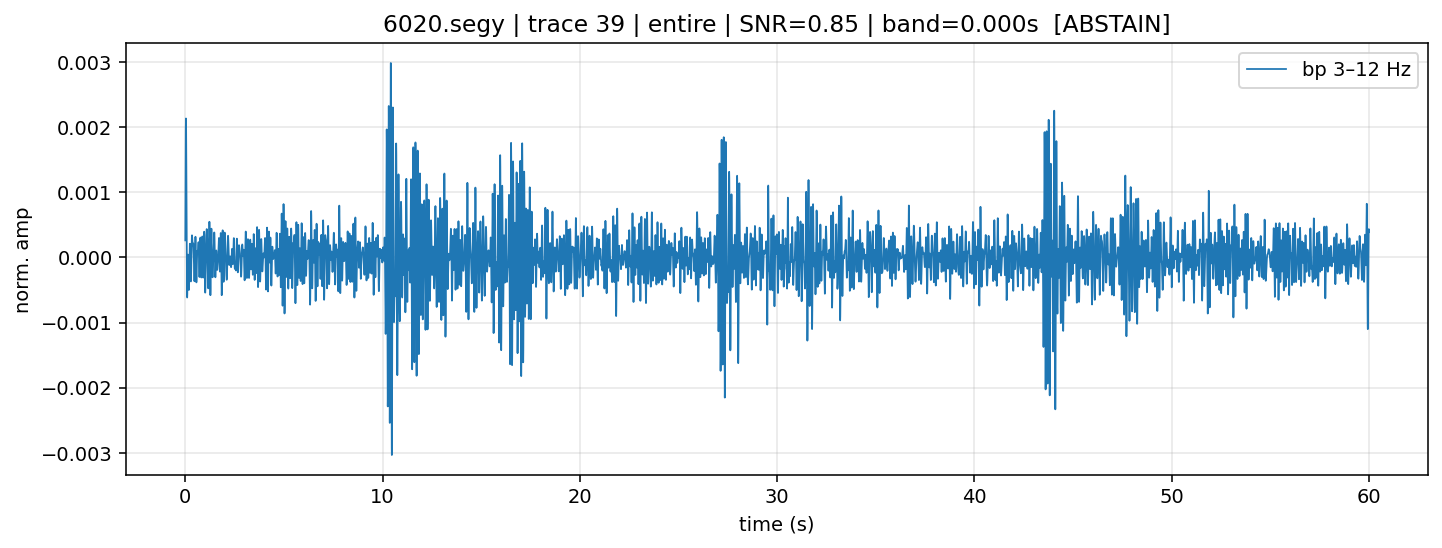 6020.segy | trace 39 | entire | SNR=0.85 | band=0.000s  [ABSTAIN]
bp 3–12 Hz
norm. amp
0.003
0.002
0.001
0.000
−0.001
−0.002
−0.003
0 10 20 30 40 50 60
time (s)